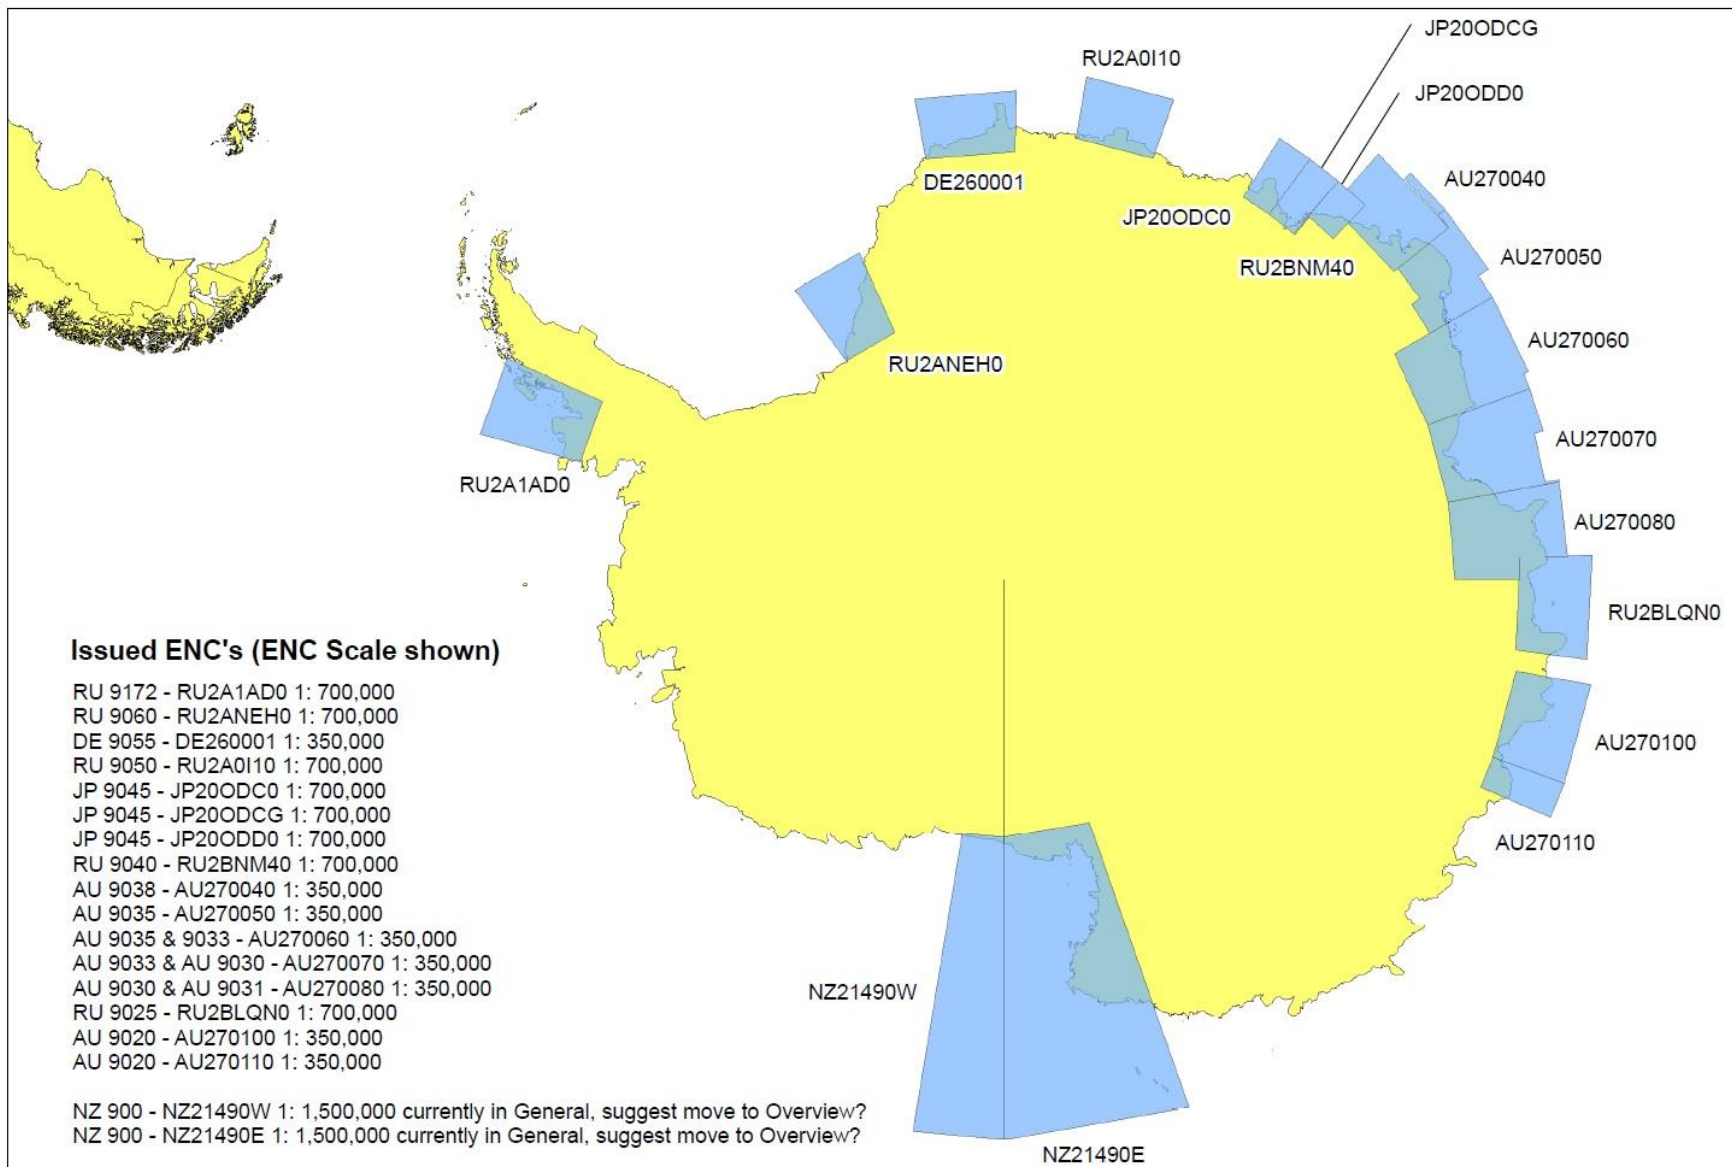 JP20ODCG
RU2A0I10
JP20ODD0
AU270040
DE260001
JP20ODC0
AU270050
RU2BNM40
AU270060
RU2ANEH0
AU270070
RU2A1AD0
AU270080
RU2BLQN0
AU270100
AU270110
NZ21490W
NZ21490E
Issued ENC's (ENC Scale shown)
RU 9172 - RU2A1AD0 1: 700,000
RU 9060 - RU2ANEH0 1: 700,000
DE 9055 - DE260001 1: 350,000
RU 9050 - RU2A0I10 1: 700,000
JP 9045 - JP20ODC0 1: 700,000
JP 9045 - JP20ODCG 1: 700,000
JP 9045 - JP20ODD0 1: 700,000
RU 9040 - RU2BNM40 1: 700,000
AU 9038 - AU270040 1: 350,000
AU 9035 - AU270050 1: 350,000
AU 9035 & 9033 - AU270060 1: 350,000
AU 9033 & AU 9030 - AU270070 1: 350,000
AU 9030 & AU 9031 - AU270080 1: 350,000
RU 9025 - RU2BLQN0 1: 700,000
AU 9020 - AU270100 1: 350,000
AU 9020 - AU270110 1: 350,000
NZ 900 - NZ21490W 1: 1,500,000 currently in General, suggest move to Overview?
NZ 900 - NZ21490E 1: 1,500,000 currently in General, suggest move to Overview?